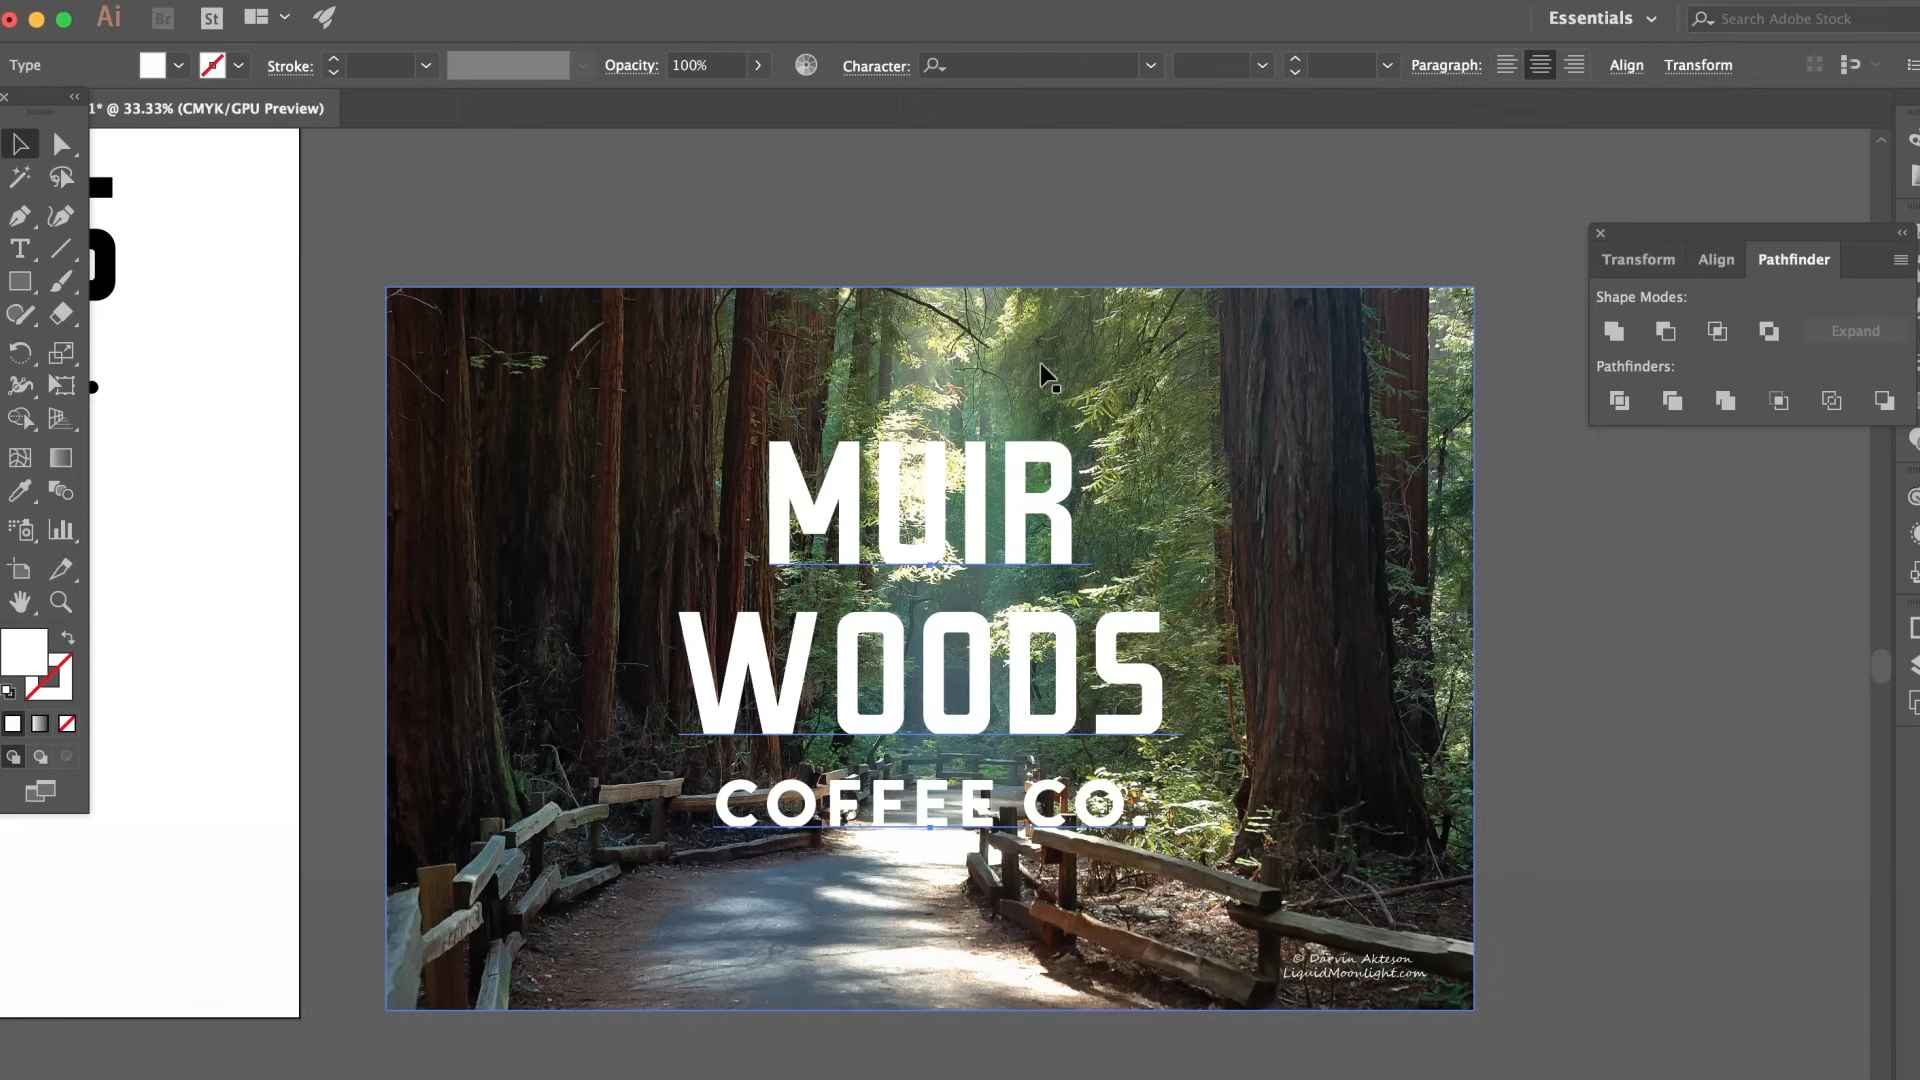 Ai Br St Essentials Search Adobe Stock
Type Stroke: Opacity: 100% Character: Paragraph: Align Transform
1* @ 33.33% (CMYK/GPU Preview)
Transform Align Pathfinder
Shape Modes:
Expand
Pathfinders:
MUIR
WOODS
COFFEE CO.
© Darvin Akteson
LiquidMoonlight.com